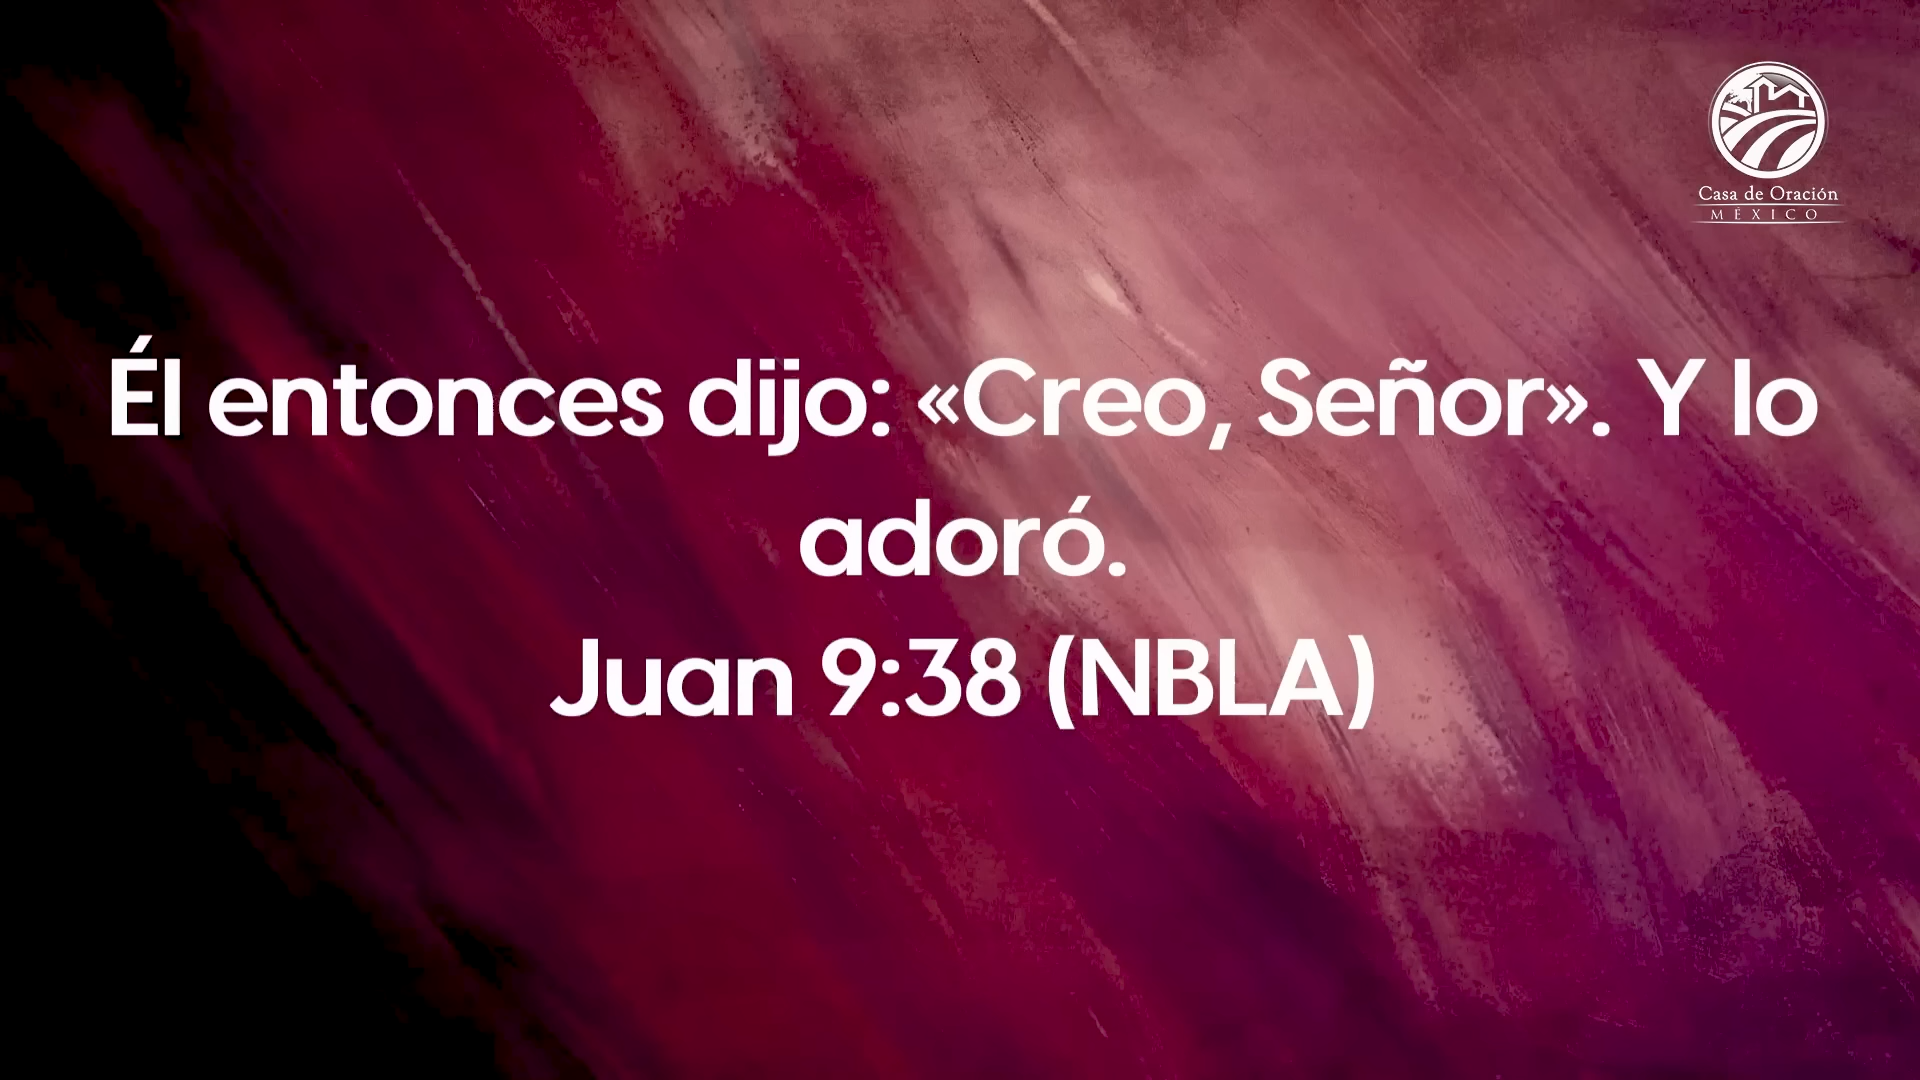 Casa de Oración
MÉXICO
Él entonces dijo: «Creo, Señor». Y lo
adoró.
Juan 9:38 (NBLA)